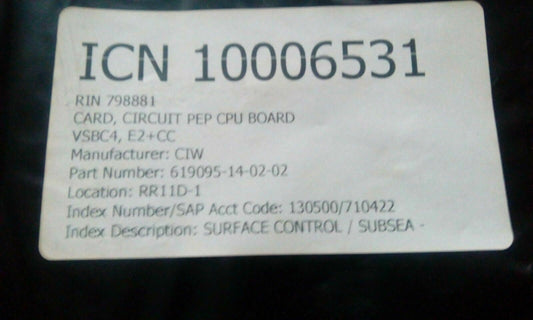 ICN 10006531
RIN 798881
CARD, CIRCUIT PEP CPU BOARD
VSBC4, E2+CC
Manufacturer: CIW
Part Number: 619095-14-02-02
Location: RR11D-1
Index Number/SAP Acct Code: 130500/710422
Index Description: SURFACE CONTROL / SUBSEA -